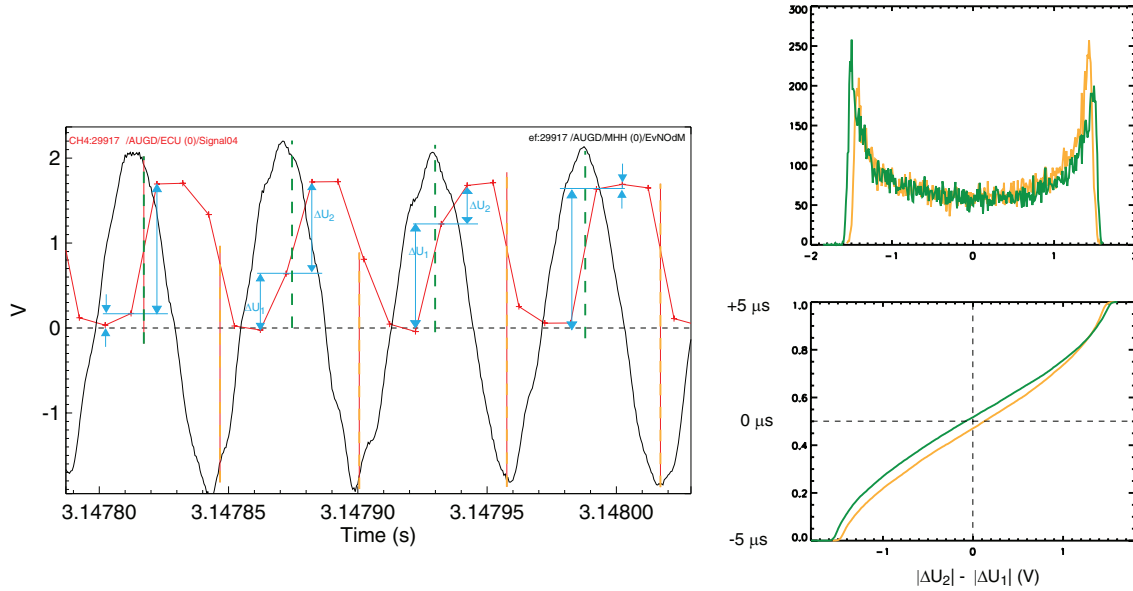 CH4:29917 /AUGD/ECU (0)/Signal04
ef:29917 /AUGD/MHH (0)/EvNOdM
2
1
0
-1
V
ΔU1
ΔU2
ΔU1
ΔU2
3.14780
3.14785
3.14790
3.14795
3.14800
Time (s)
300
250
200
150
100
50
0
-2
-1
0
1
+5 µs
0 µs
-5 µs
1.0
0.8
0.6
0.4
0.2
0.0
-1
0
1
|ΔU2| - |ΔU1| (V)